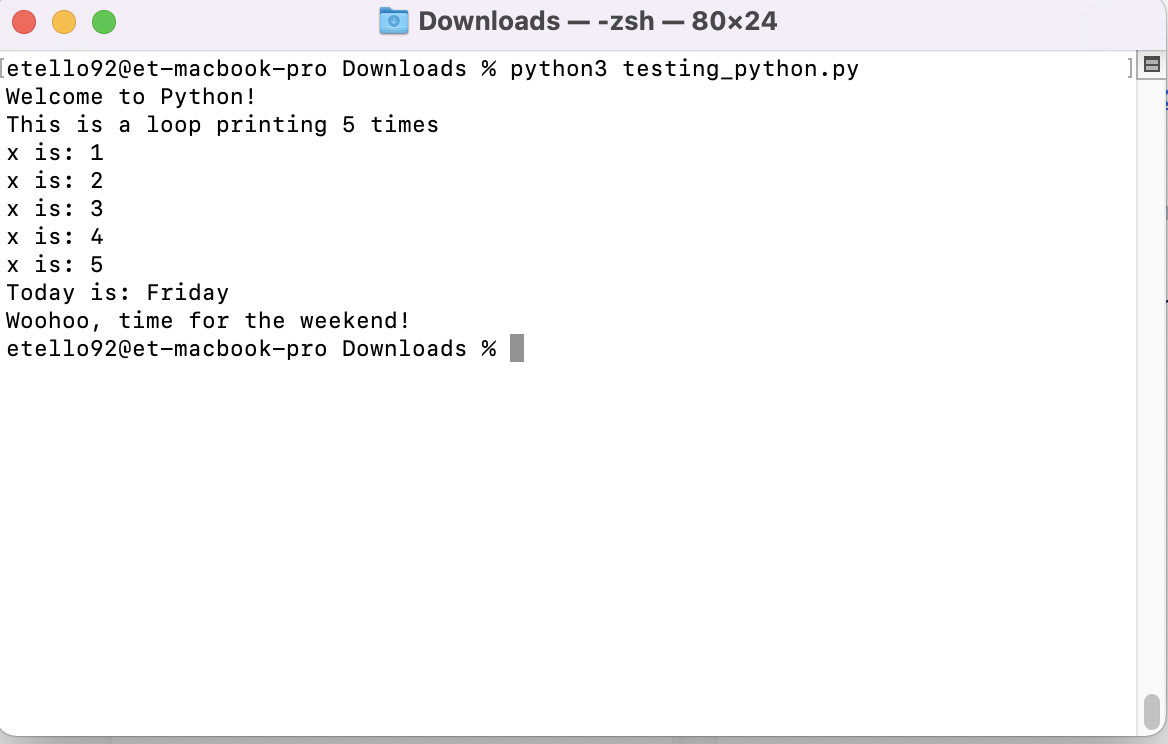 Downloads — -zsh — 80×24
etello92@et-macbook-pro Downloads % python3 testing_python.py
Welcome to Python!
This is a loop printing 5 times
x is: 1
x is: 2
x is: 3
x is: 4
x is: 5
Today is: Friday
Woohoo, time for the weekend!
etello92@et-macbook-pro Downloads %